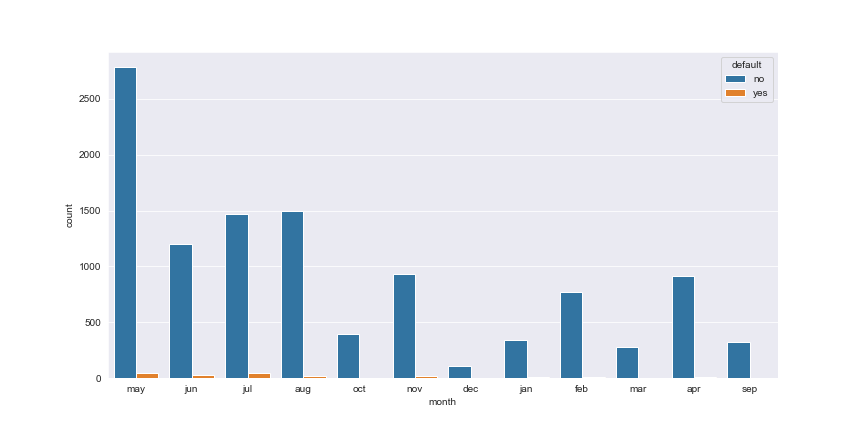 default
no
yes
2500
2000
1500
1000
500
0
count
may jun jul aug oct nov dec jan feb mar apr sep
month